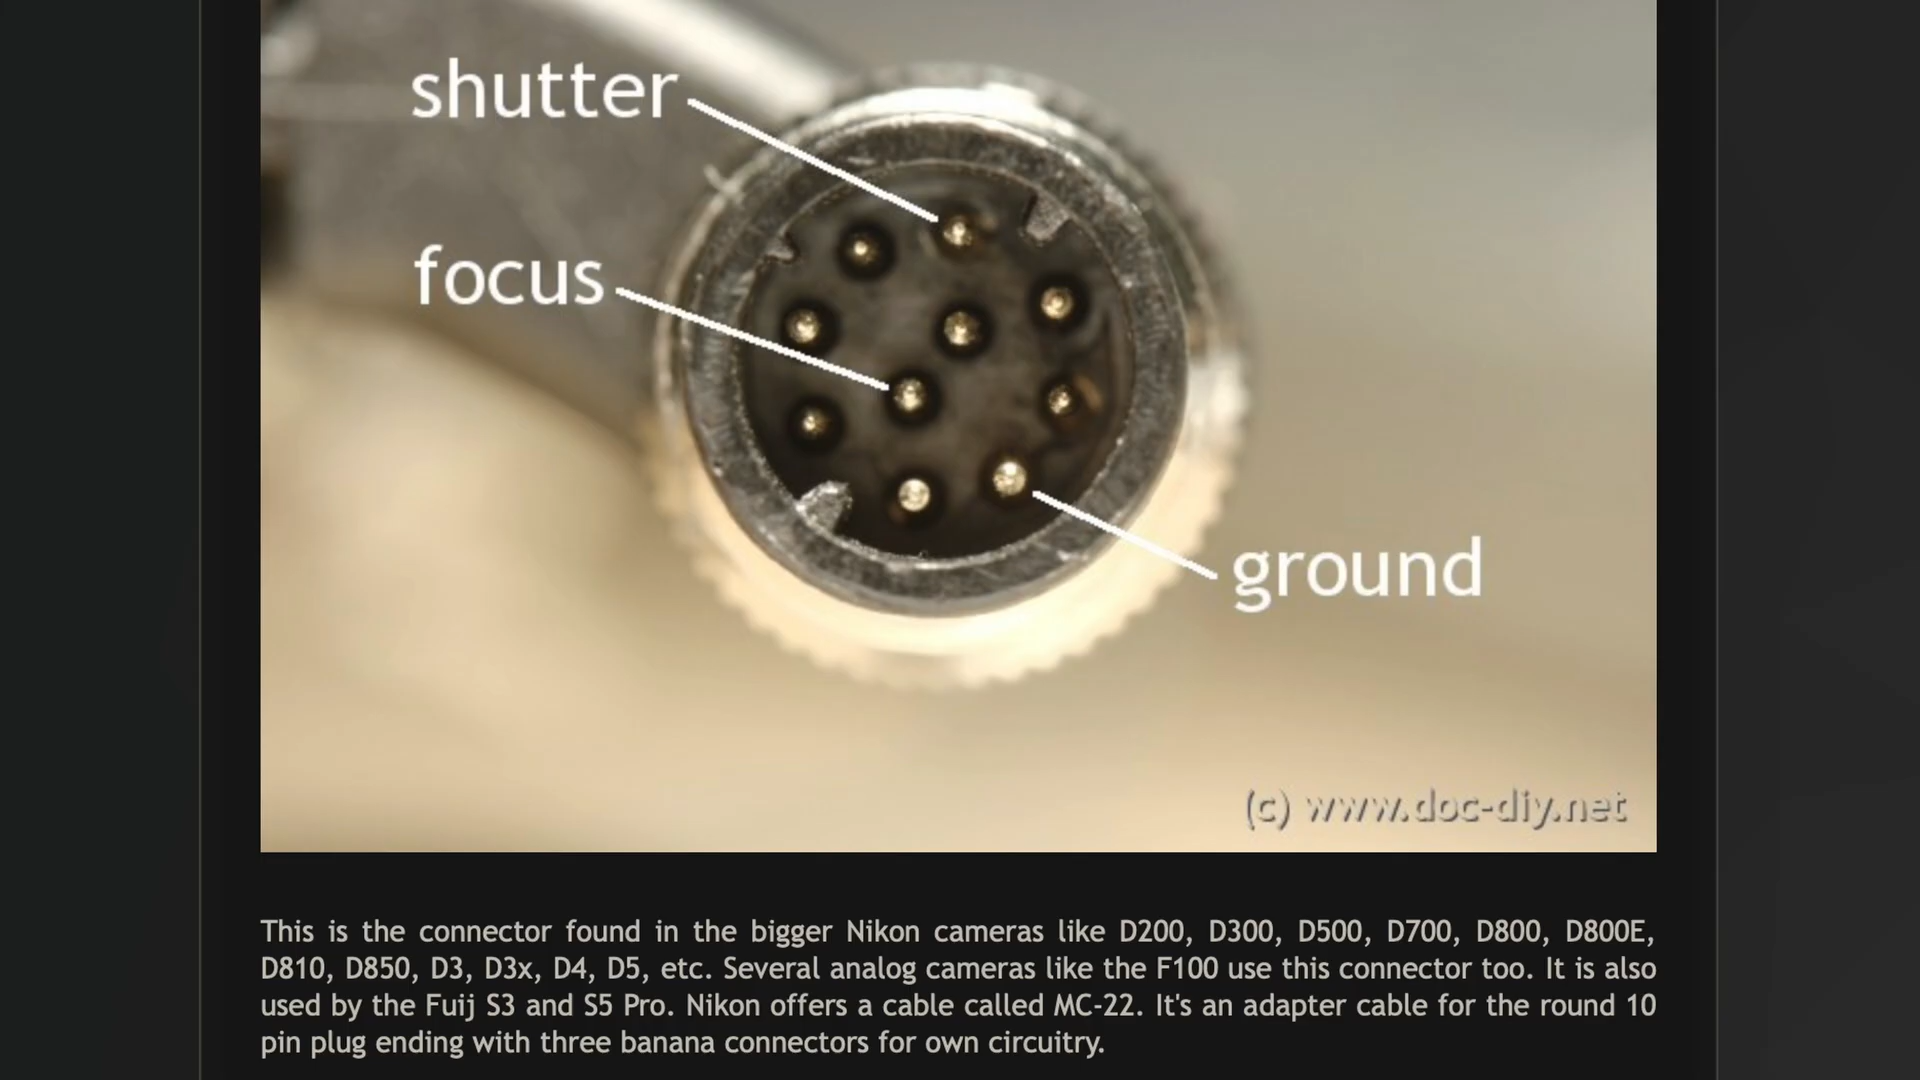 shutter
focus
ground
(c) www.doc-diy.net
This is the connector found in the bigger Nikon cameras like D200, D300, D500, D700, D800, D800E,
D810, D850, D3, D3x, D4, D5, etc. Several analog cameras like the F100 use this connector too. It is also
used by the Fuij S3 and S5 Pro. Nikon offers a cable called MC-22. It's an adapter cable for the round 10
pin plug ending with three banana connectors for own circuitry.